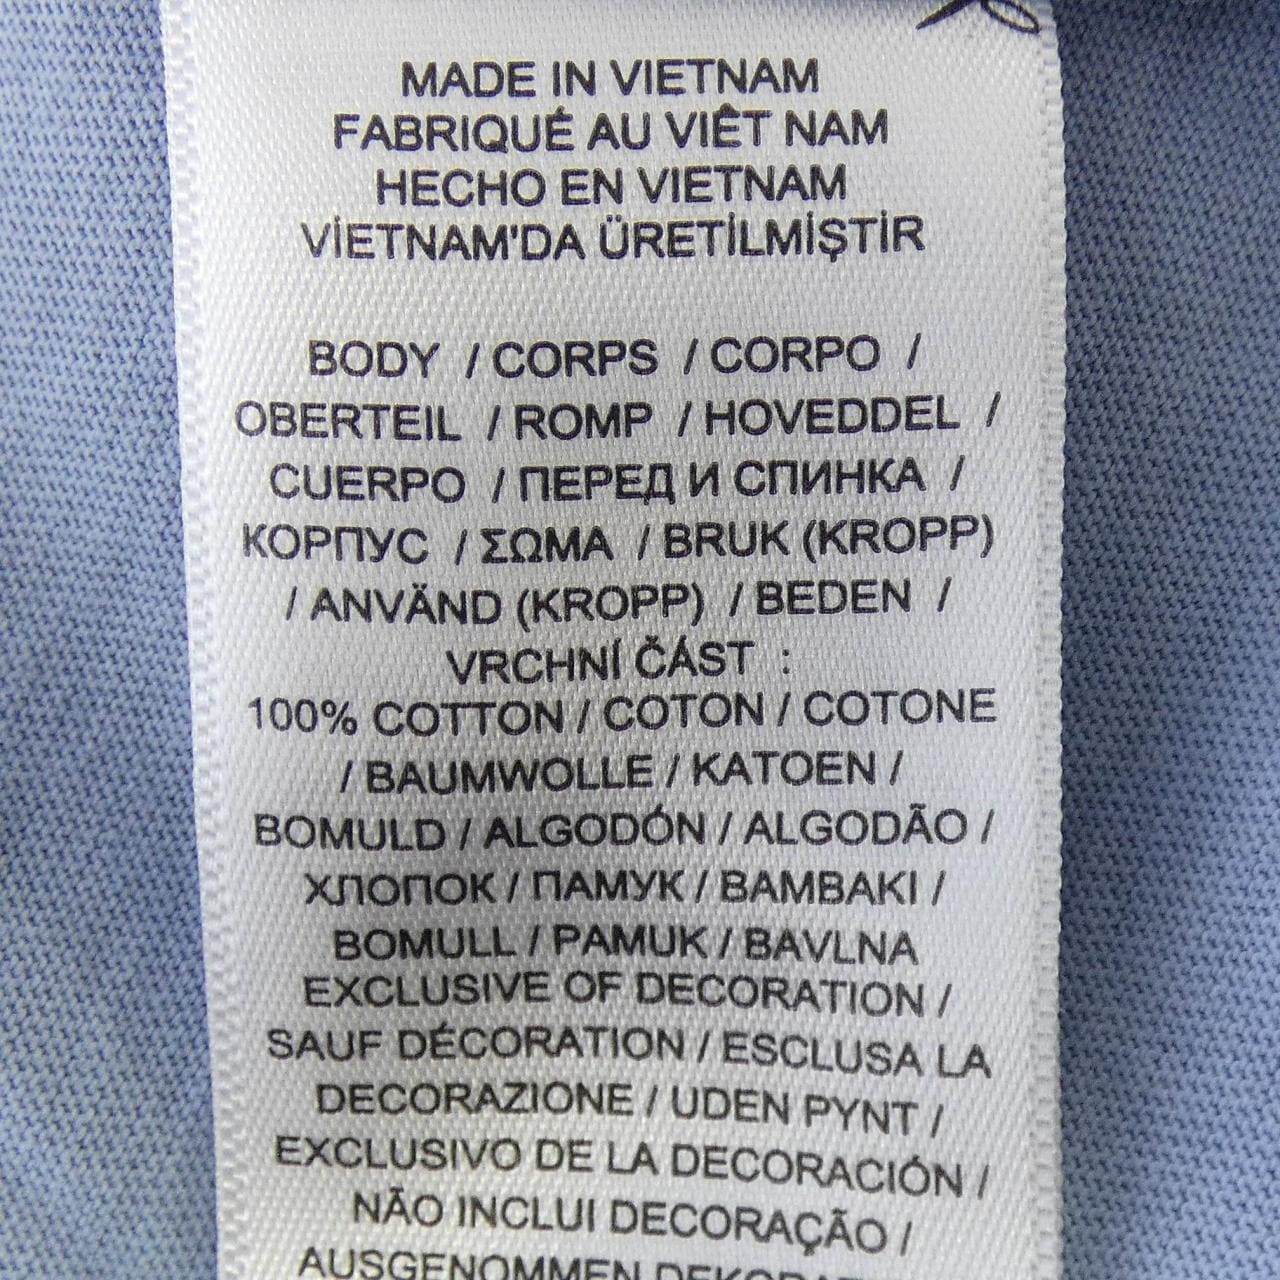 MADE IN VIETNAM
FABRIQUÉ AU VIÊT NAM
HECHO EN VIETNAM
VİETNAM'DA ÜRETİLMİŞTİR
BODY / CORPS / CORPO /
OBERTEIL / ROMP / HOVEDDEL /
CUERPO / ПЕРЕД И СПИНКА /
КОРПУС / ΣΩΜΑ / BRUK (KROPP)
/ ANVÄND (KROPP) / BEDEN /
VRCHNÍ ČÁST :
100% COTTON / COTON / COTONE
/ BAUMWOLLE / KATOEN /
BOMULD / ALGODÓN / ALGODÃO /
ХЛОПОК / ПАМУК / ΒΑΜΒΑΚΙ /
BOMULL / PAMUK / BAVLNA
EXCLUSIVE OF DECORATION /
SAUF DÉCORATION / ESCLUSA LA
DECORAZIONE / UDEN PYNT /
EXCLUSIVO DE LA DECORACIÓN /
NÃO INCLUI DECORAÇÃO /
AUSGENOMMEN